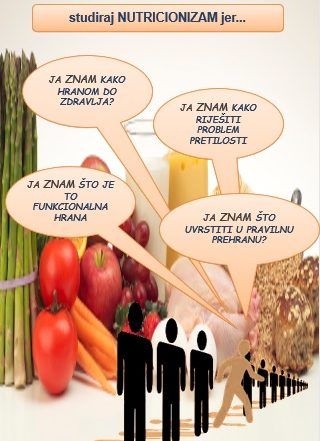 studiraj NUTRICIONIZAM jer...
JA ZNAM KAKO
HRANOM DO
ZDRAVLJA?
JA ZNAM KAKO
RIJEŠITI
PROBLEM
PRETILOSTI
JA ZNAM ŠTO JE
TO
FUNKCIONALNA
HRANA
JA ZNAM ŠTO
UVRSTITI U PRAVILNU
PREHRANU?